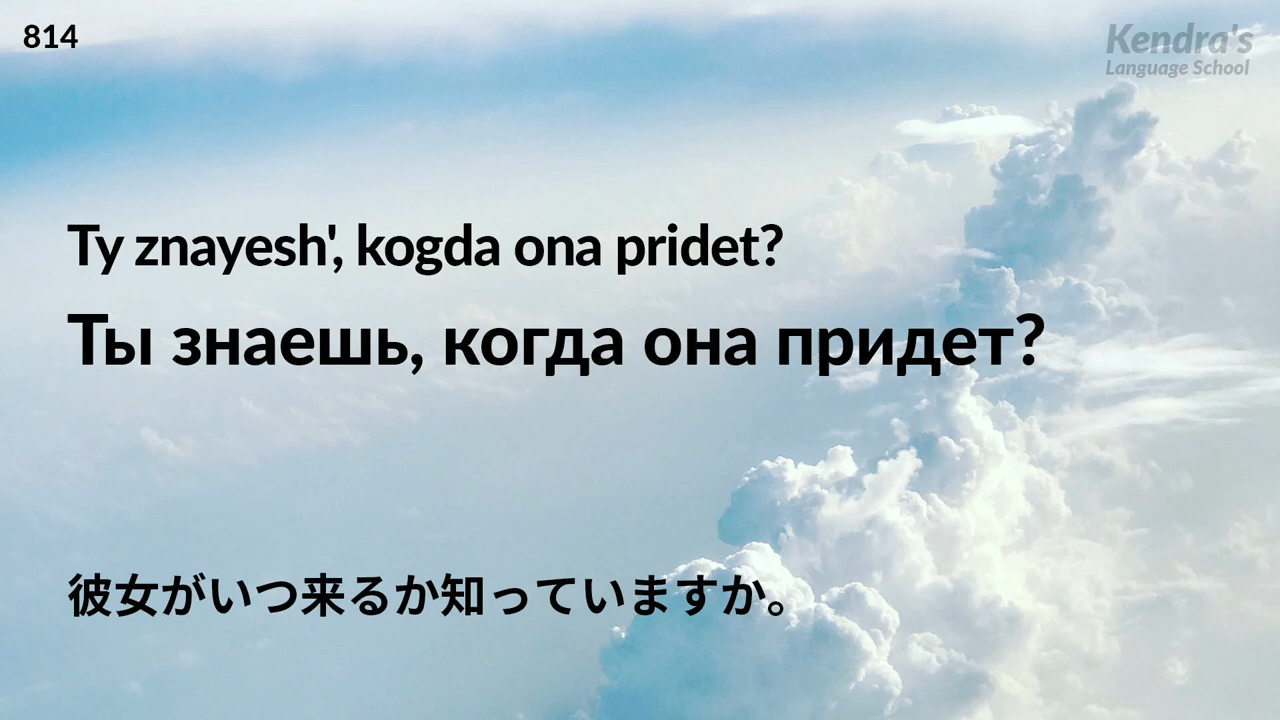 814
Kendra's
Language School
Ty znayesh', kogda ona pridet?
Ты знаешь, когда она придет?
彼女がいつ来るか知っていますか。